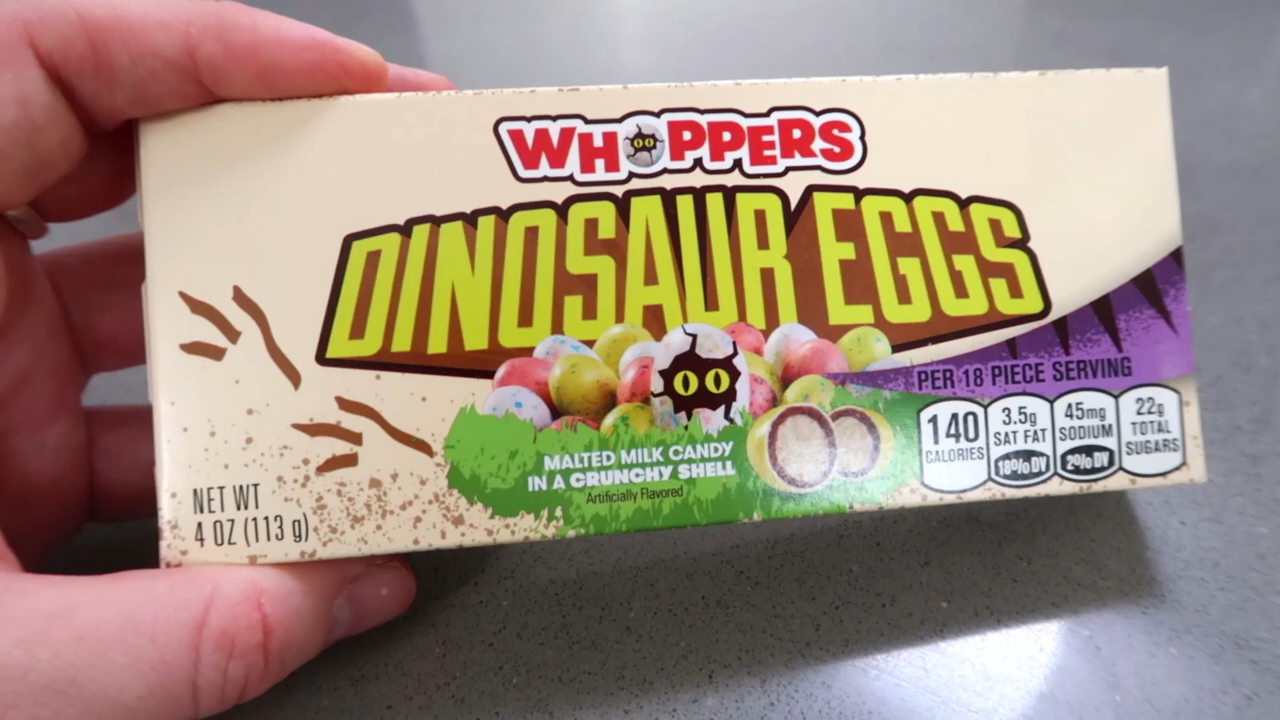 WHOPPERS
DINOSAUR EGGS
PER 18 PIECE SERVING
140
CALORIES
3.5g
SAT FAT
18% DV
45mg
SODIUM
2% DV
22g
TOTAL
SUGARS
MALTED MILK CANDY
IN A CRUNCHY SHELL
Artificially Flavored
NET WT
4 OZ (113 g)